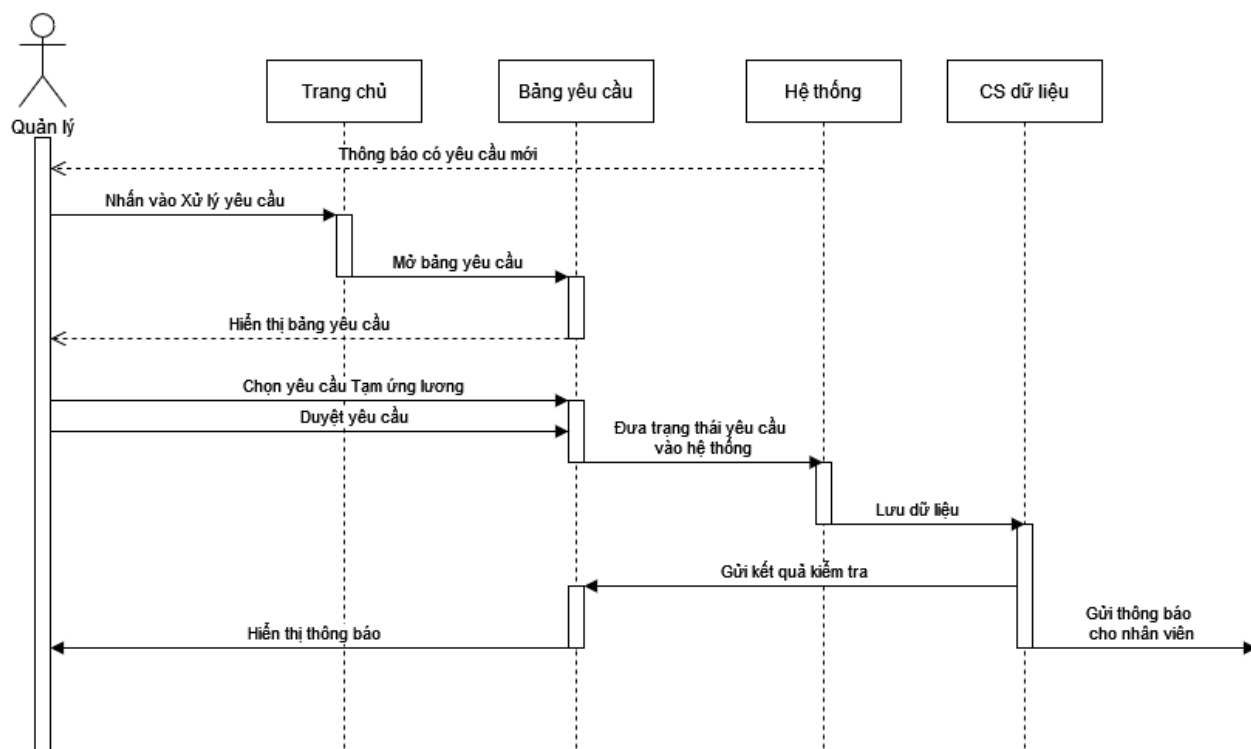 Quản lý
Trang chủ
Bảng yêu cầu
Hệ thống
CS dữ liệu
Thông báo có yêu cầu mới
Nhấn vào Xử lý yêu cầu
Mở bảng yêu cầu
Hiển thị bảng yêu cầu
Chọn yêu cầu Tạm ứng lương
Duyệt yêu cầu
Đưa trạng thái yêu cầu
vào hệ thống
Lưu dữ liệu
Gửi kết quả kiểm tra
Gửi thông báo
cho nhân viên
Hiển thị thông báo